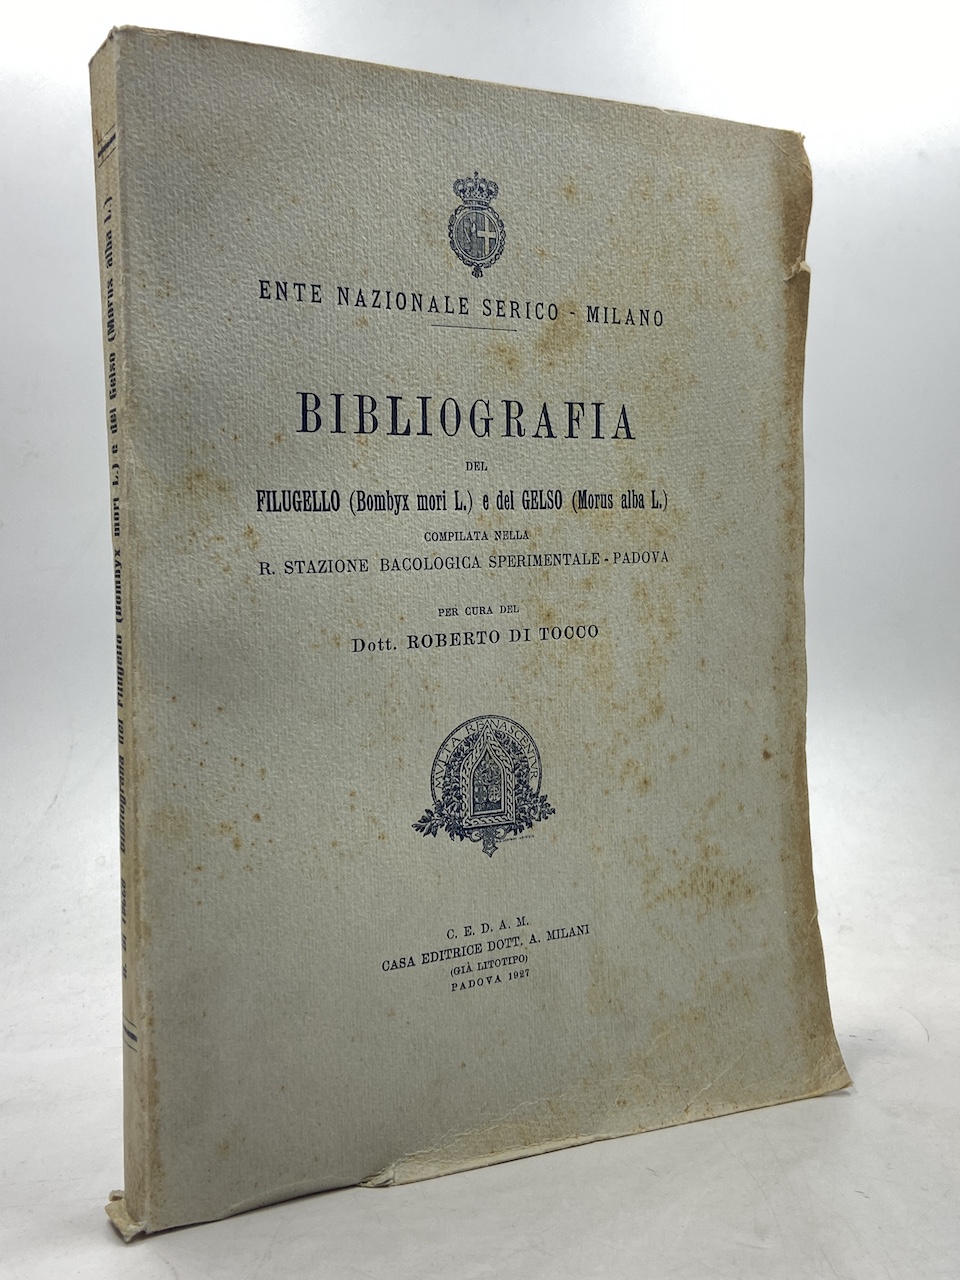 ENTE NAZIONALE SERICO - MILANO
BIBLIOGRAFIA
DEL
FILUGELLO (Bombyx mori L.) e del GELSO (Morus alba L.)
COMPILATA NELLA
R. STAZIONE BACOLOGICA SPERIMENTALE - PADOVA
PER CURA DEL
Dott. ROBERTO DI TOCCO
MVLTA RENASCENTVR
C. E. D. A. M.
CASA EDITRICE DOTT. A. MILANI
(GIÀ LITOTIPO)
PADOVA 1927
Bibliografia del Filugello (Bombyx mori L.) e del Gelso (Morus alba L.)